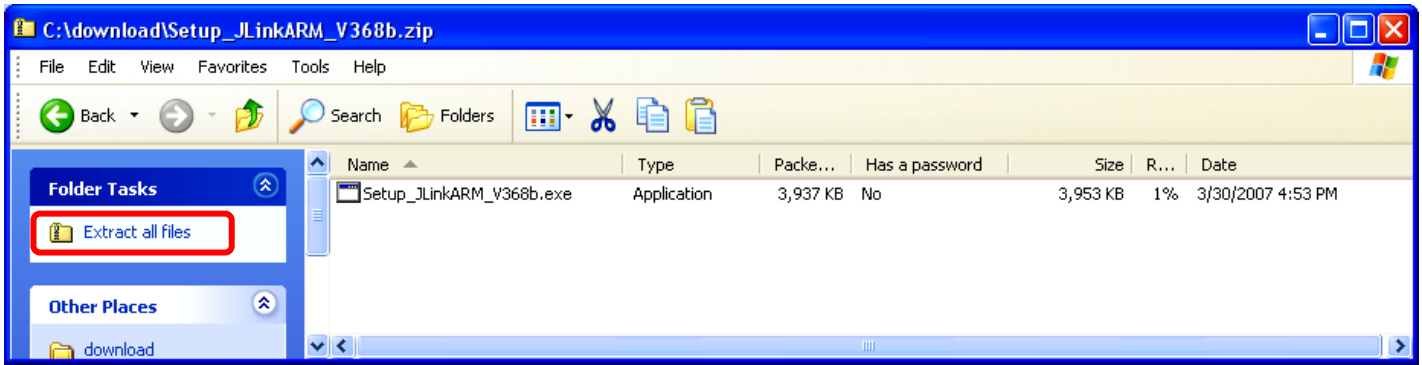 C:\download\Setup_JLinkARM_V368b.zip
File Edit View Favorites Tools Help
Back Search Folders
Name Type Packe... Has a password Size R... Date
Folder Tasks
Setup_JLinkARM_V368b.exe Application 3,937 KB No 3,953 KB 1% 3/30/2007 4:53 PM
Extract all files
Other Places
download